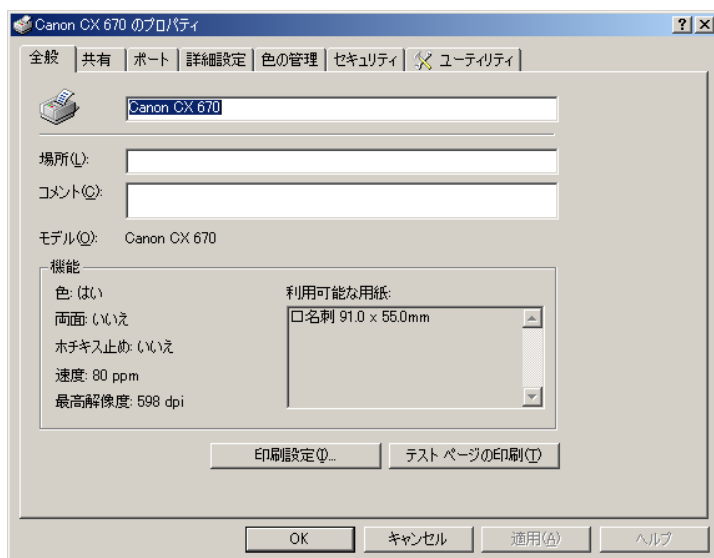 Canon CX 670 のプロパティ
全般 共有 ポート 詳細設定 色の管理 セキュリティ ユーティリティ
Canon CX 670
場所(L):
コメント(C):
モデル(O): Canon CX 670
機能
色: はい
両面: いいえ
ホチキス止め: いいえ
速度: 80 ppm
最高解像度: 598 dpi
利用可能な用紙:
口名刺 91.0 x 55.0mm
印刷設定(I)... テスト ページの印刷(T)
OK キャンセル 適用(A) ヘルプ